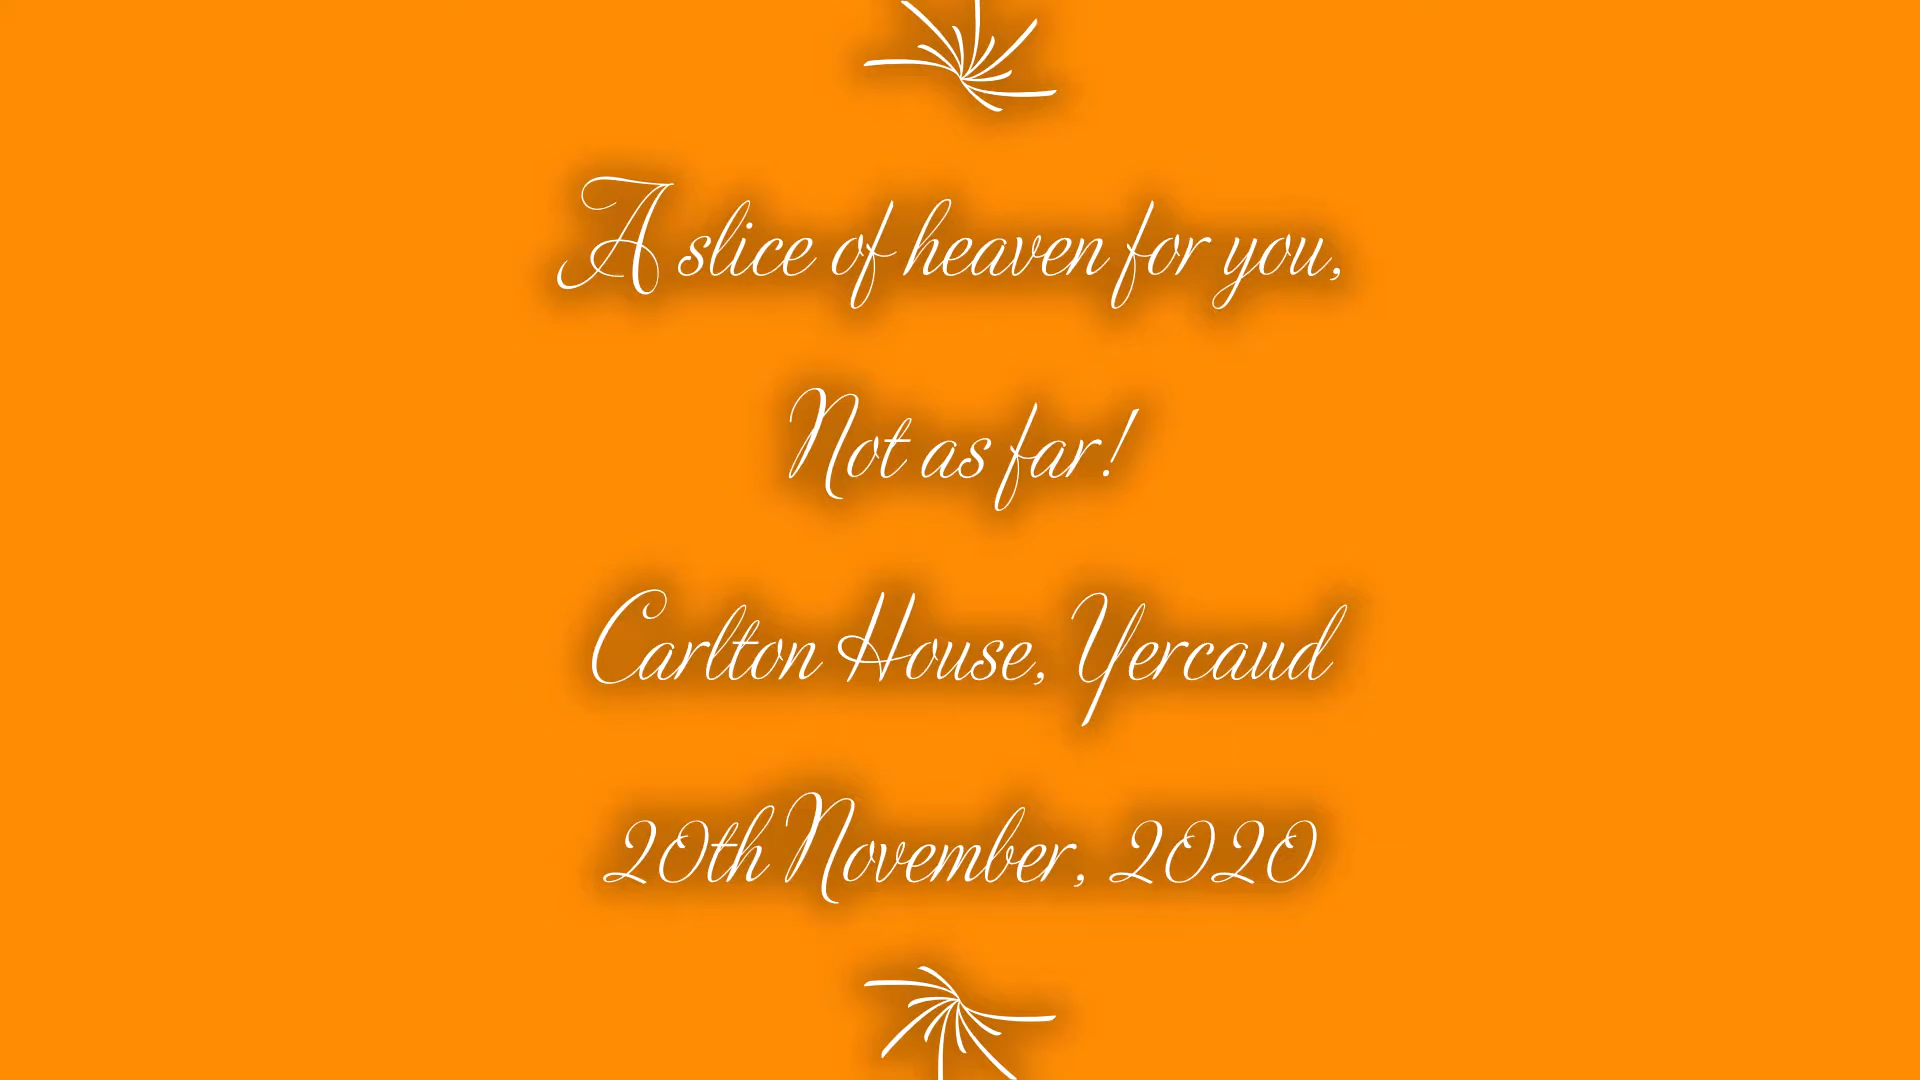 A slice of heaven for you,
Not as far!
Carlton House, Yercaud
20th November, 2020